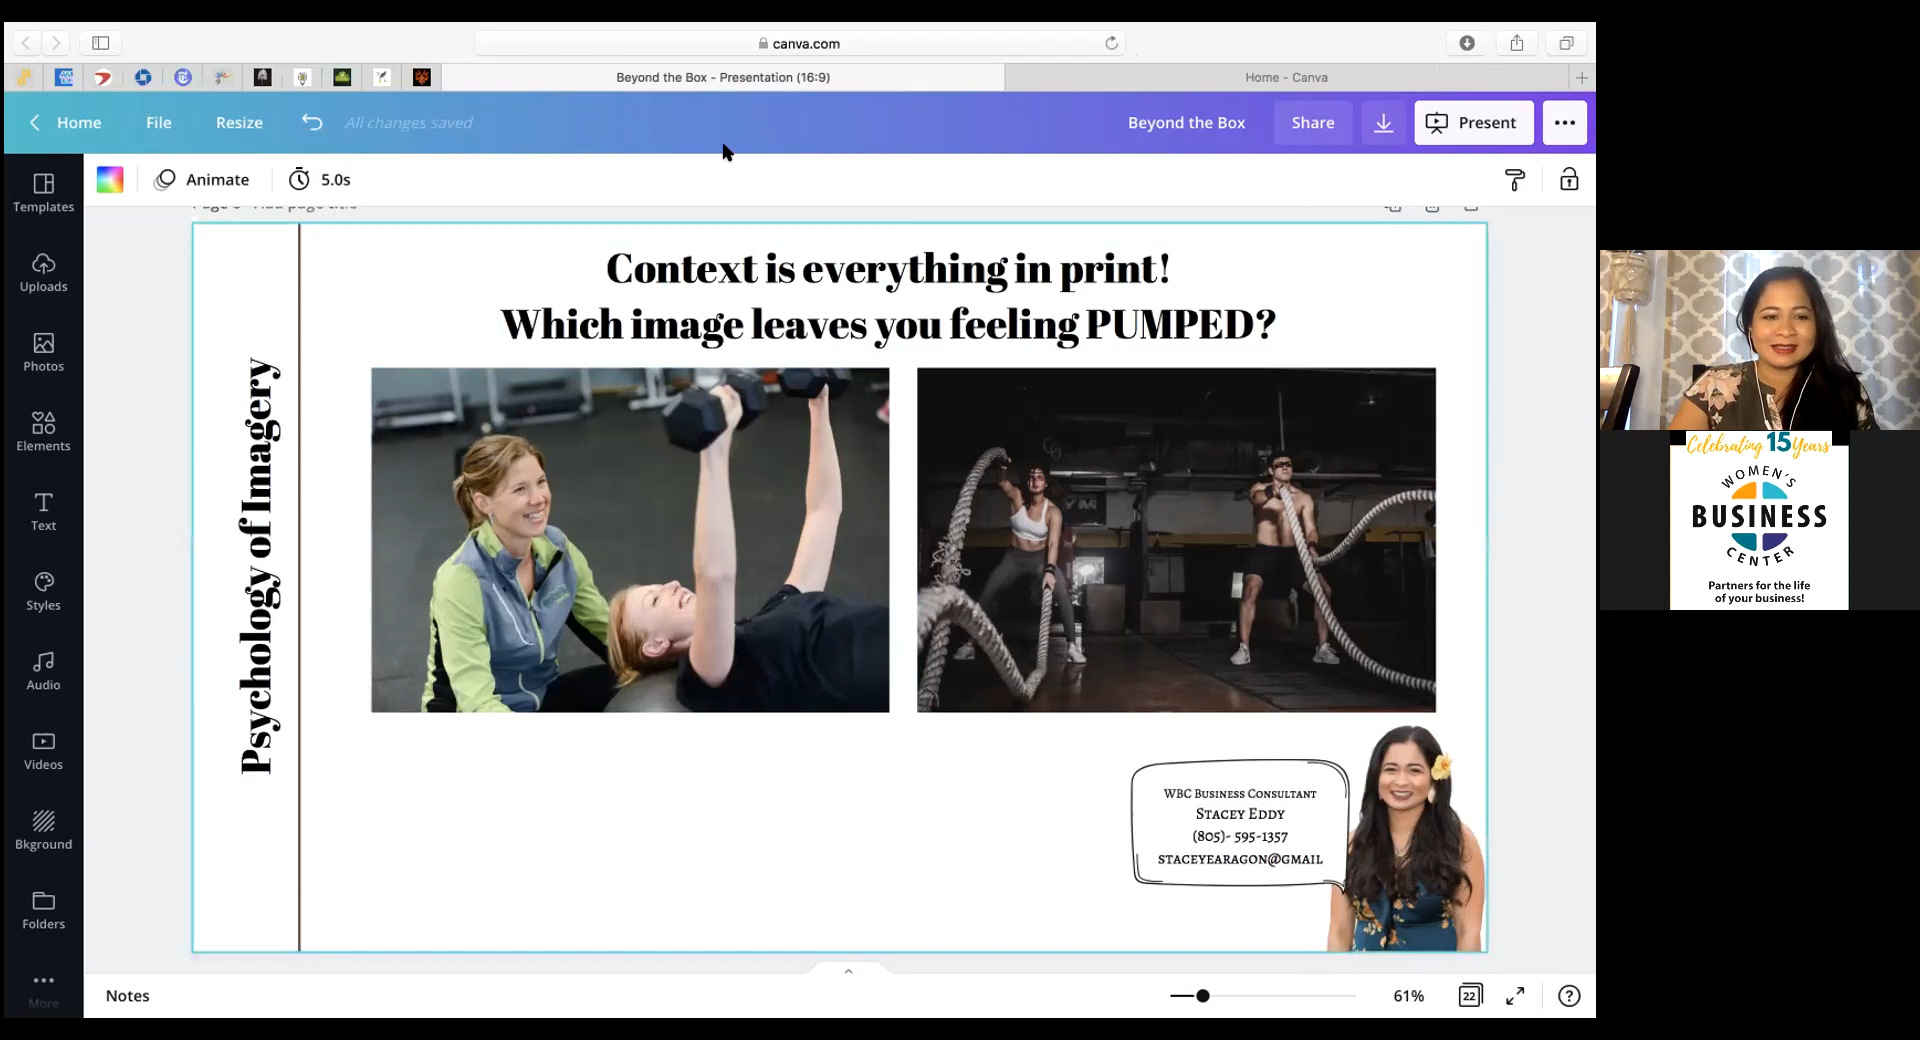 canva.com
Beyond the Box - Presentation (16:9)
Home - Canva
Home
File
Resize
All changes saved
Beyond the Box
Share
Present
Animate
5.0s
Templates
Uploads
Photos
Elements
Text
Styles
Audio
Videos
Bkground
Folders
More
Context is everything in print!
Which image leaves you feeling PUMPED?
Psychology of Imagery
WBC Business Consultant
Stacey Eddy
(805)- 595-1357
STACEYEARAGON@GMAIL
Notes
61%
22
Celebrating 15 Years
WOMEN'S
BUSINESS
CENTER
Partners for the life
of your business!